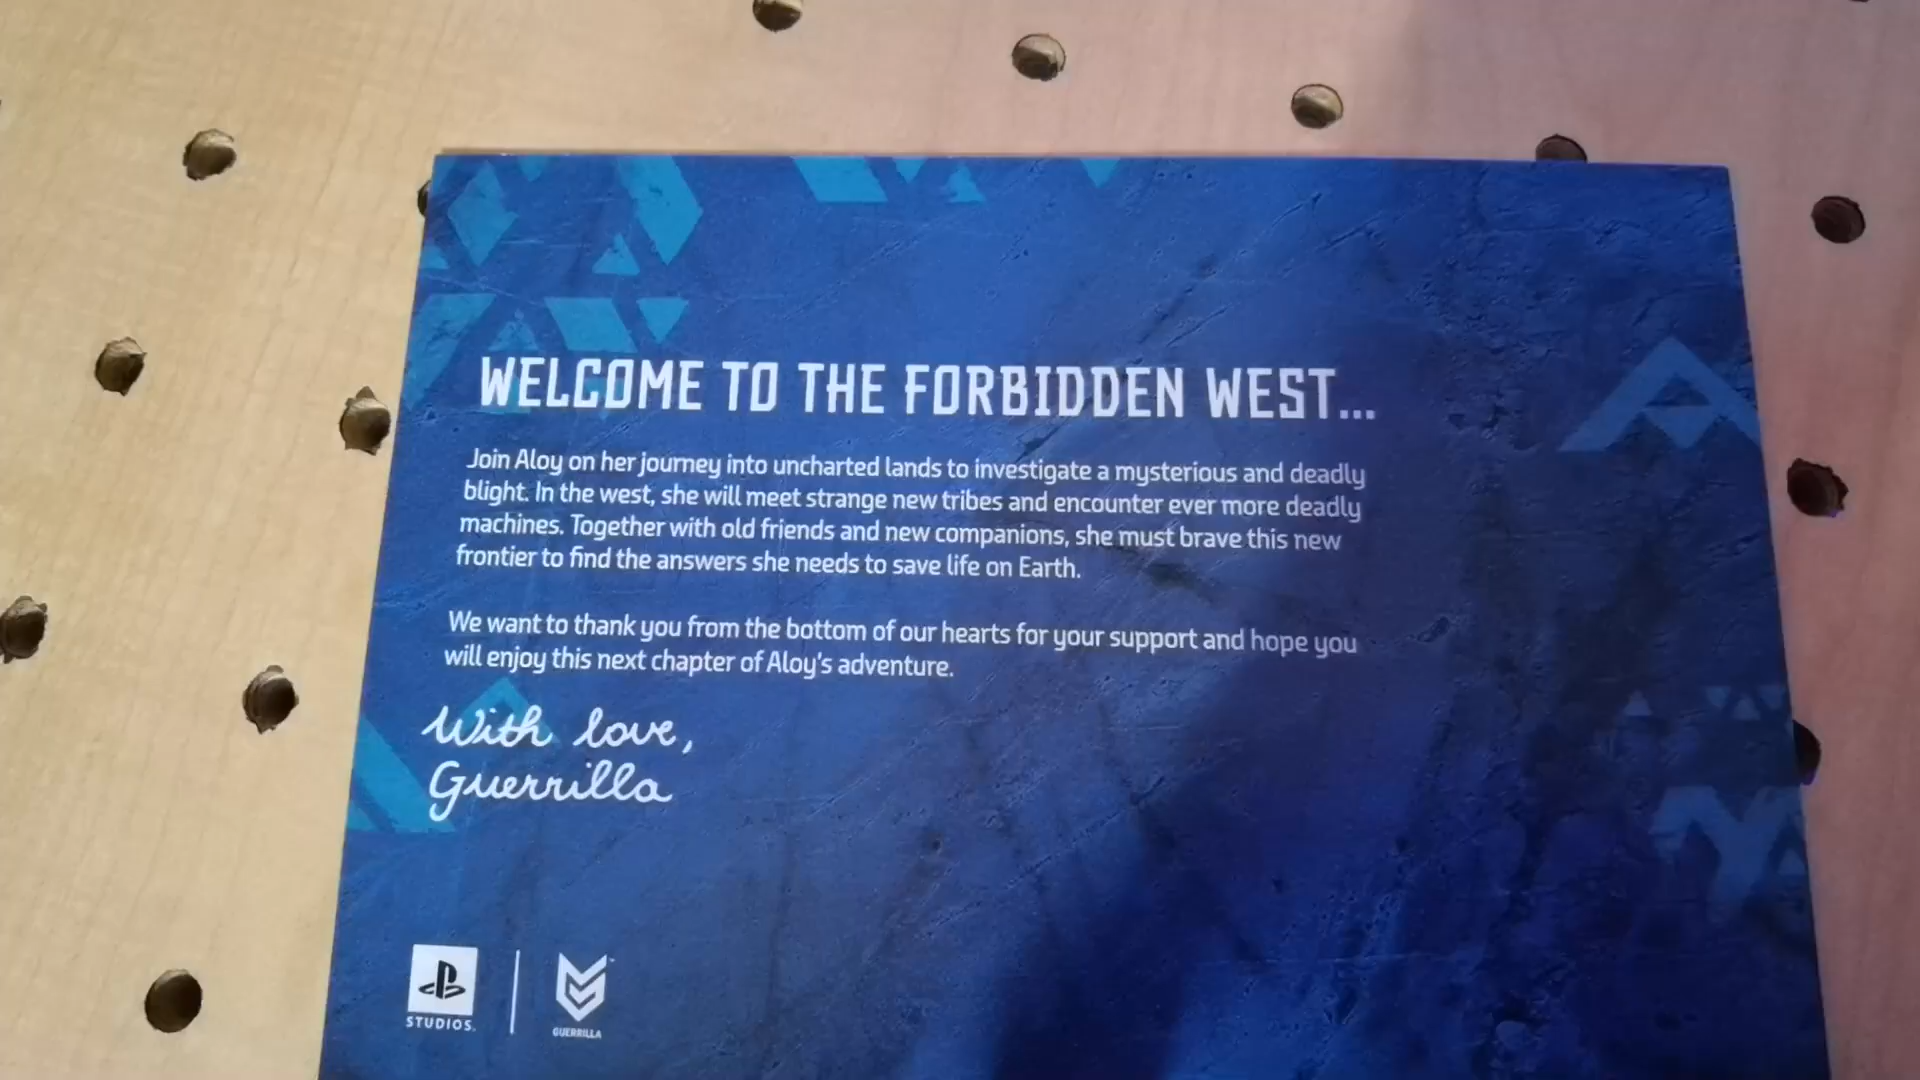 WELCOME TO THE FORBIDDEN WEST...
Join Aloy on her journey into uncharted lands to investigate a mysterious and deadly
blight. In the west, she will meet strange new tribes and encounter ever more deadly
machines. Together with old friends and new companions, she must brave this new
frontier to find the answers she needs to save life on Earth.
We want to thank you from the bottom of our hearts for your support and hope you
will enjoy this next chapter of Aloy's adventure.
With love,
Guerrilla
STUDIOS.
GUERRILLA
™